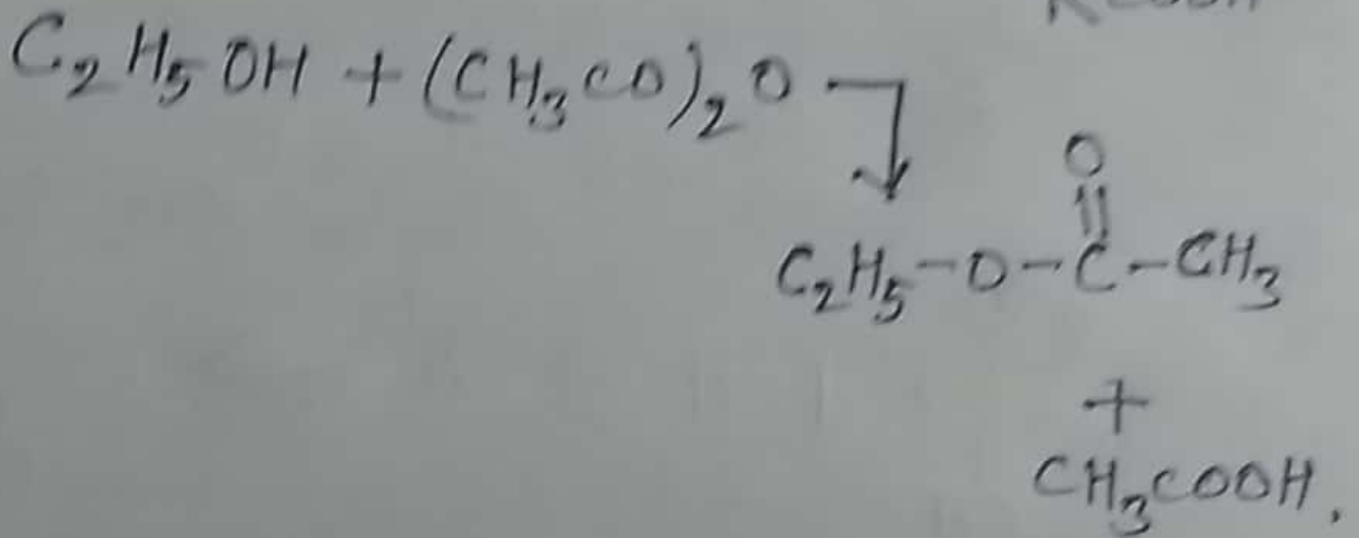 C₂H₅OH + (CH₃CO)₂O
O
C₂H₅-O-C-CH₃
+
CH₃COOH.